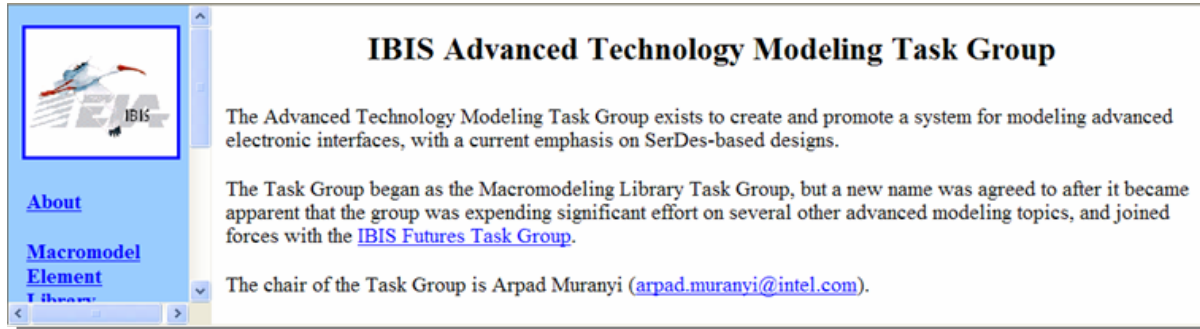 EIA
IBIS
About
Macromodel
Element
Library
IBIS Advanced Technology Modeling Task Group
The Advanced Technology Modeling Task Group exists to create and promote a system for modeling advanced
electronic interfaces, with a current emphasis on SerDes-based designs.
The Task Group began as the Macromodeling Library Task Group, but a new name was agreed to after it became
apparent that the group was expending significant effort on several other advanced modeling topics, and joined
forces with the IBIS Futures Task Group.
The chair of the Task Group is Arpad Muranyi (arpad.muranyi@intel.com).